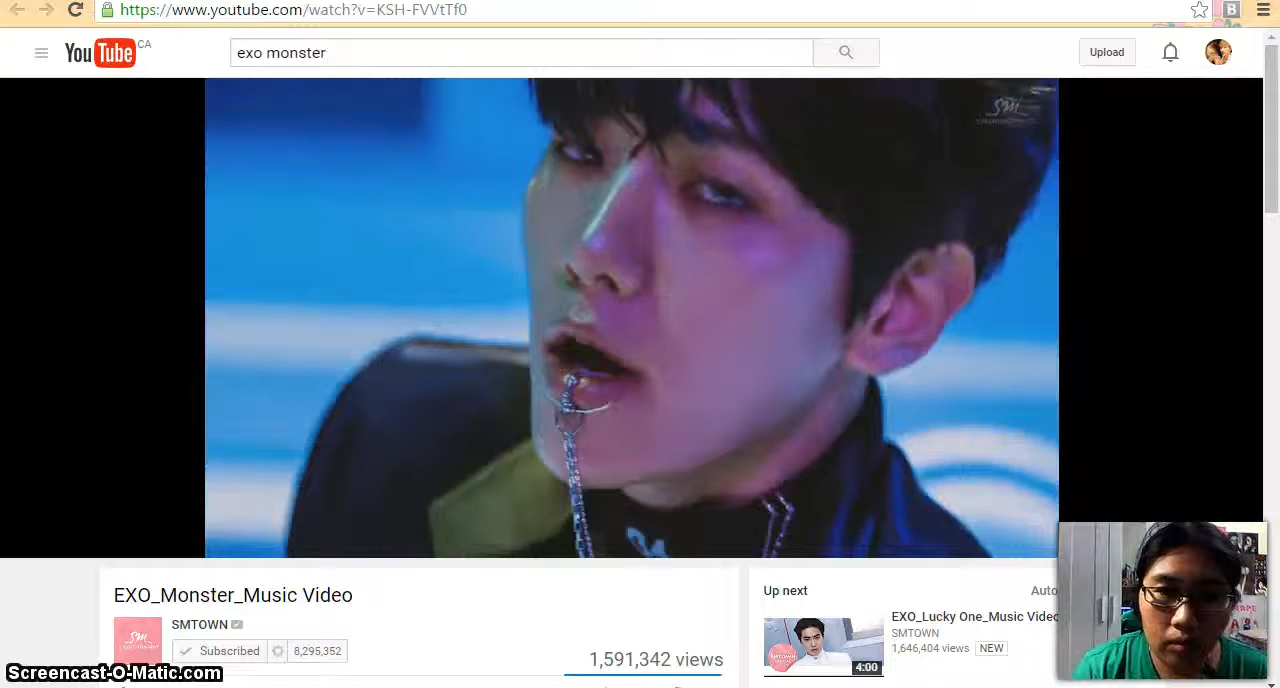 https://www.youtube.com/watch?v=KSH-FVVtTf0
B
YouTube CA
exo monster
Upload
SM
EXO_Monster_Music Video
SMTOWN
Subscribed 8,295,352
1,591,342 views
Up next
Auto
EXO_Lucky One_Music Video
SMTOWN
1,646,404 views NEW
SMTOWN
4:00
Screencast-O-Matic.com